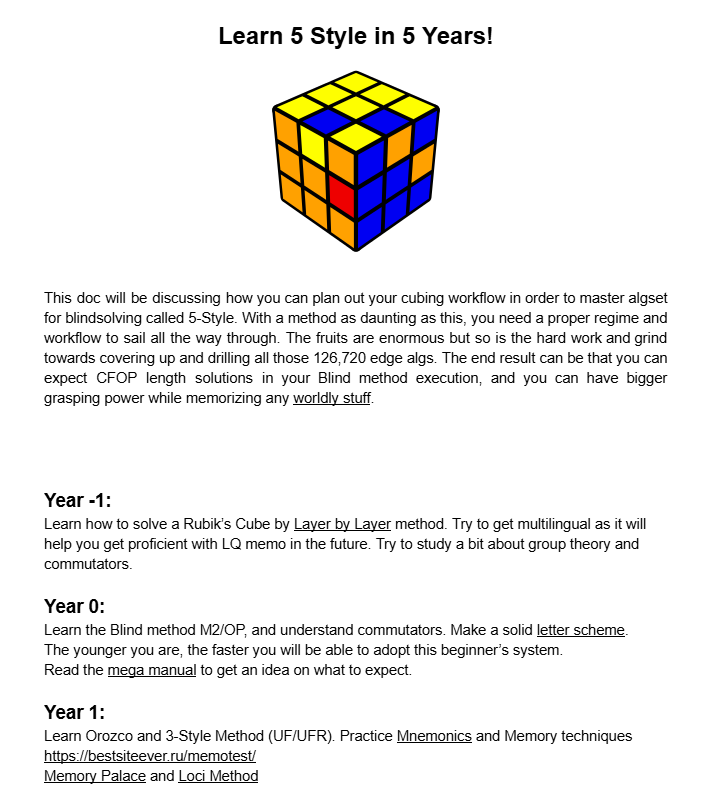 Learn 5 Style in 5 Years!
This doc will be discussing how you can plan out your cubing workflow in order to master algset
for blindsolving called 5-Style. With a method as daunting as this, you need a proper regime and
workflow to sail all the way through. The fruits are enormous but so is the hard work and grind
towards covering up and drilling all those 126,720 edge algs. The end result can be that you can
expect CFOP length solutions in your Blind method execution, and you can have bigger
grasping power while memorizing any worldly stuff.
Year -1:
Learn how to solve a Rubik's Cube by Layer by Layer method. Try to get multilingual as it will
help you get proficient with LQ memo in the future. Try to study a bit about group theory and
commutators.
Year 0:
Learn the Blind method M2/OP, and understand commutators. Make a solid letter scheme.
The younger you are, the faster you will be able to adopt this beginner's system.
Read the mega manual to get an idea on what to expect.
Year 1:
Learn Orozco and 3-Style Method (UF/UFR). Practice Mnemonics and Memory techniques
https://bestsiteever.ru/memotest/
Memory Palace and Loci Method